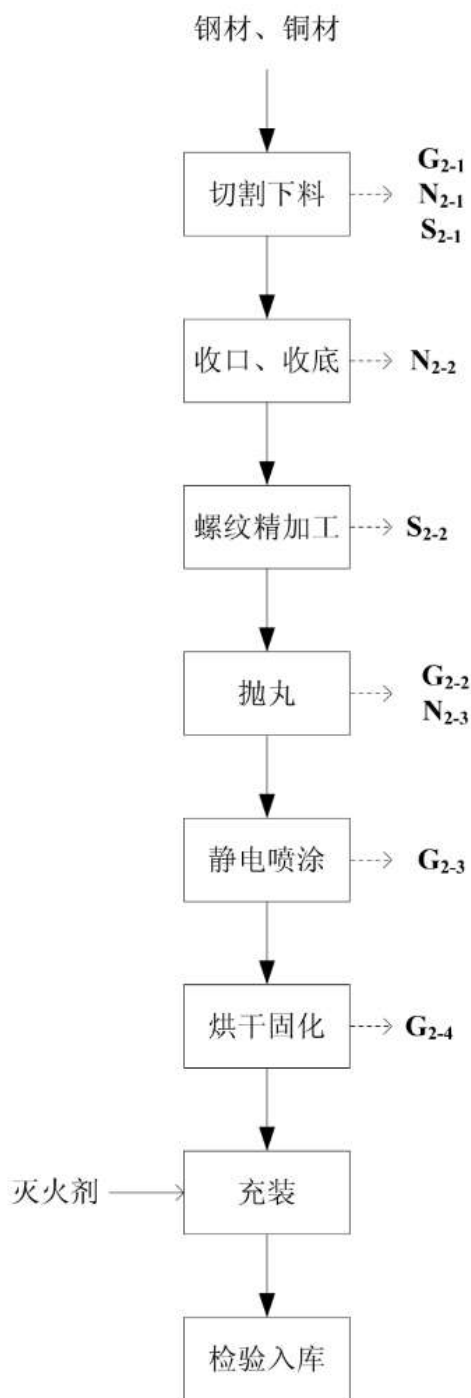 钢材、铜材
切割下料
G2-1
N2-1
S2-1
收口、收底
N2-2
螺纹精加工
S2-2
抛丸
G2-2
N2-3
静电喷涂
G2-3
烘干固化
G2-4
灭火剂
充装
检验入库